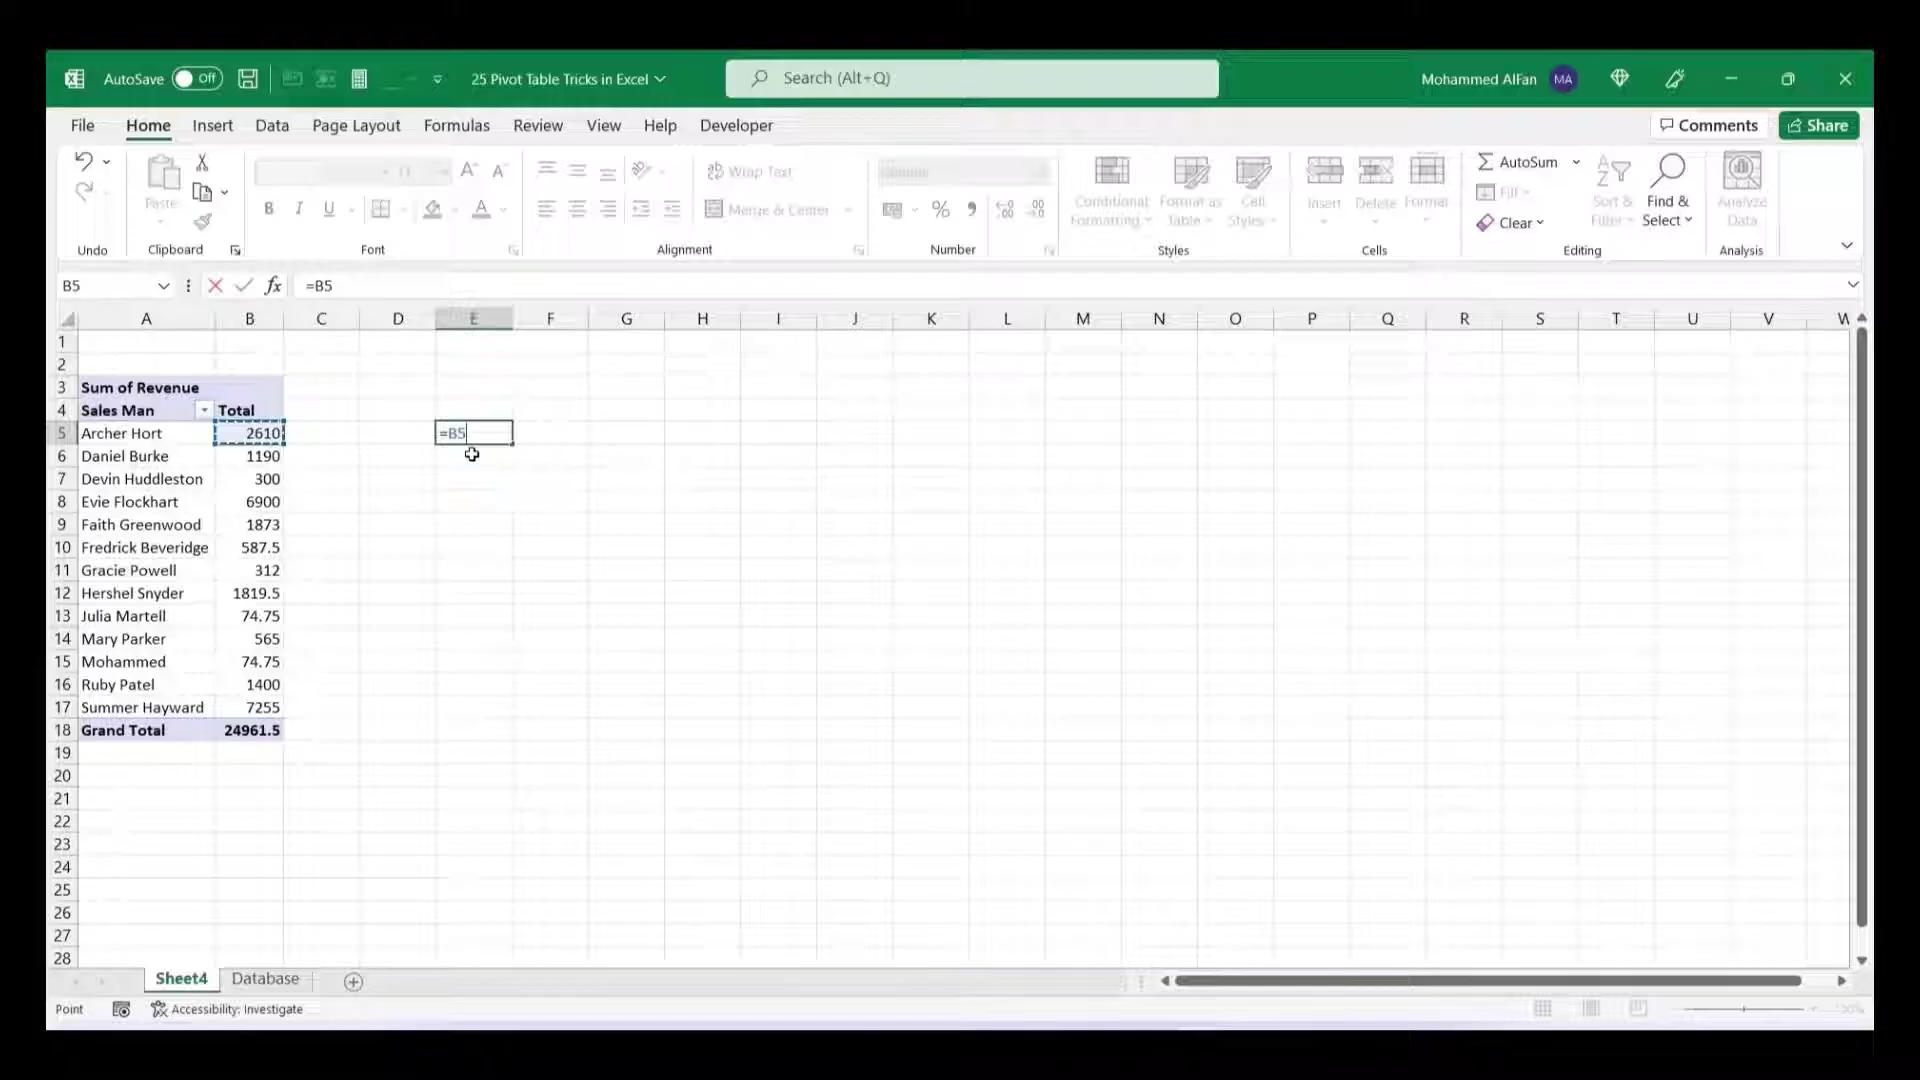 AutoSave Off 25 Pivot Table Tricks in Excel Search (Alt+Q) Mohammed AlFan MA
File Home Insert Data Page Layout Formulas Review View Help Developer Comments Share
Paste Wrap Text Merge & Center Conditional Formatting Format as Table Cell Styles Insert Delete Format AutoSum Fill Clear Sort & Filter Find & Select Analyze Data
B I U A % 9
Undo Clipboard Font Alignment Number Styles Cells Editing Analysis
B5 fx =B5
A B C D E F G H I J K L M N O P Q R S T U V W
1
2
3 Sum of Revenue
4 Sales Man Total
5 Archer Hort 2610 =B5
6 Daniel Burke 1190
7 Devin Huddleston 300
8 Evie Flockhart 6900
9 Faith Greenwood 1873
10 Fredrick Beveridge 587.5
11 Gracie Powell 312
12 Hershel Snyder 1819.5
13 Julia Martell 74.75
14 Mary Parker 565
15 Mohammed 74.75
16 Ruby Patel 1400
17 Summer Hayward 7255
18 Grand Total 24961.5
19
20
21
22
23
24
25
26
27
28
Sheet4 Database
Point Accessibility: Investigate